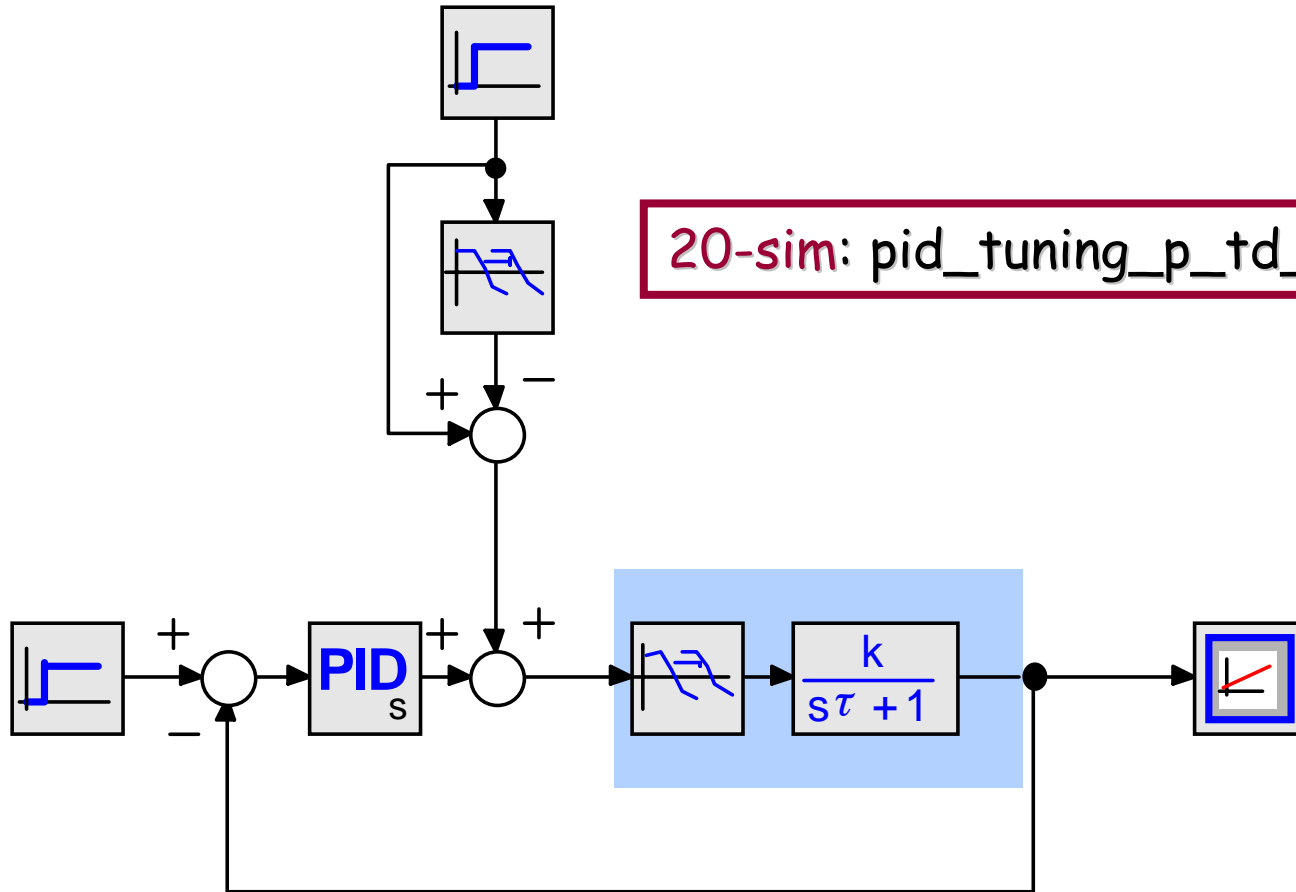 20-sim: pid_tuning_p_td_
+
−
+
+
+
−
PID
s
k
sτ + 1